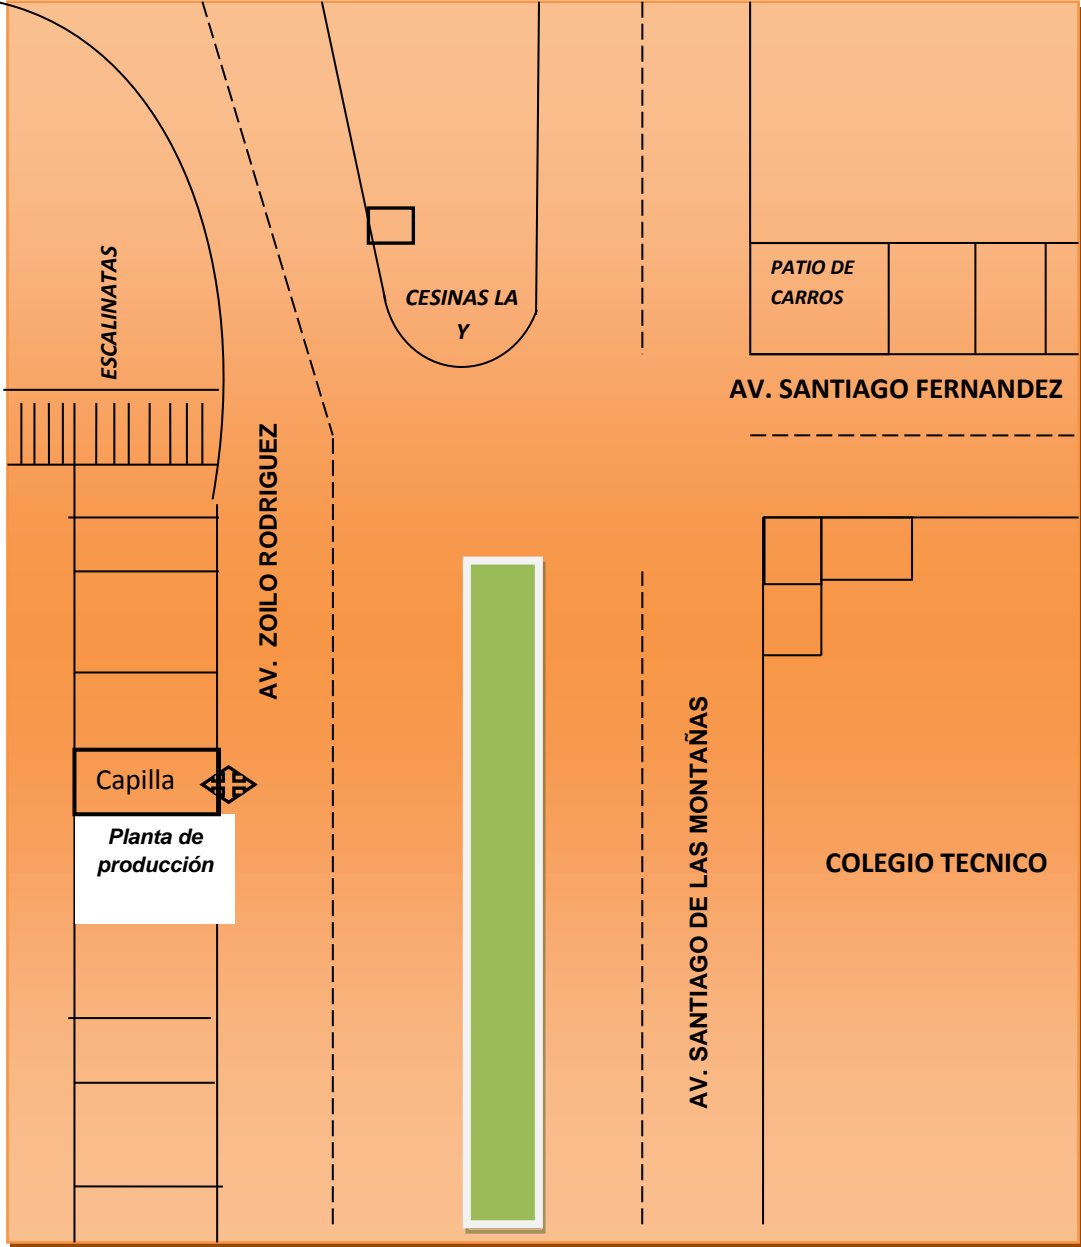 ESCALINATAS
CESINAS LA
Y
PATIO DE
CARROS
AV. SANTIAGO FERNANDEZ
AV.  ZOILO RODRIGUEZ
Capilla
Planta de
producción
AV. SANTIAGO DE LAS MONTAÑAS
COLEGIO TECNICO